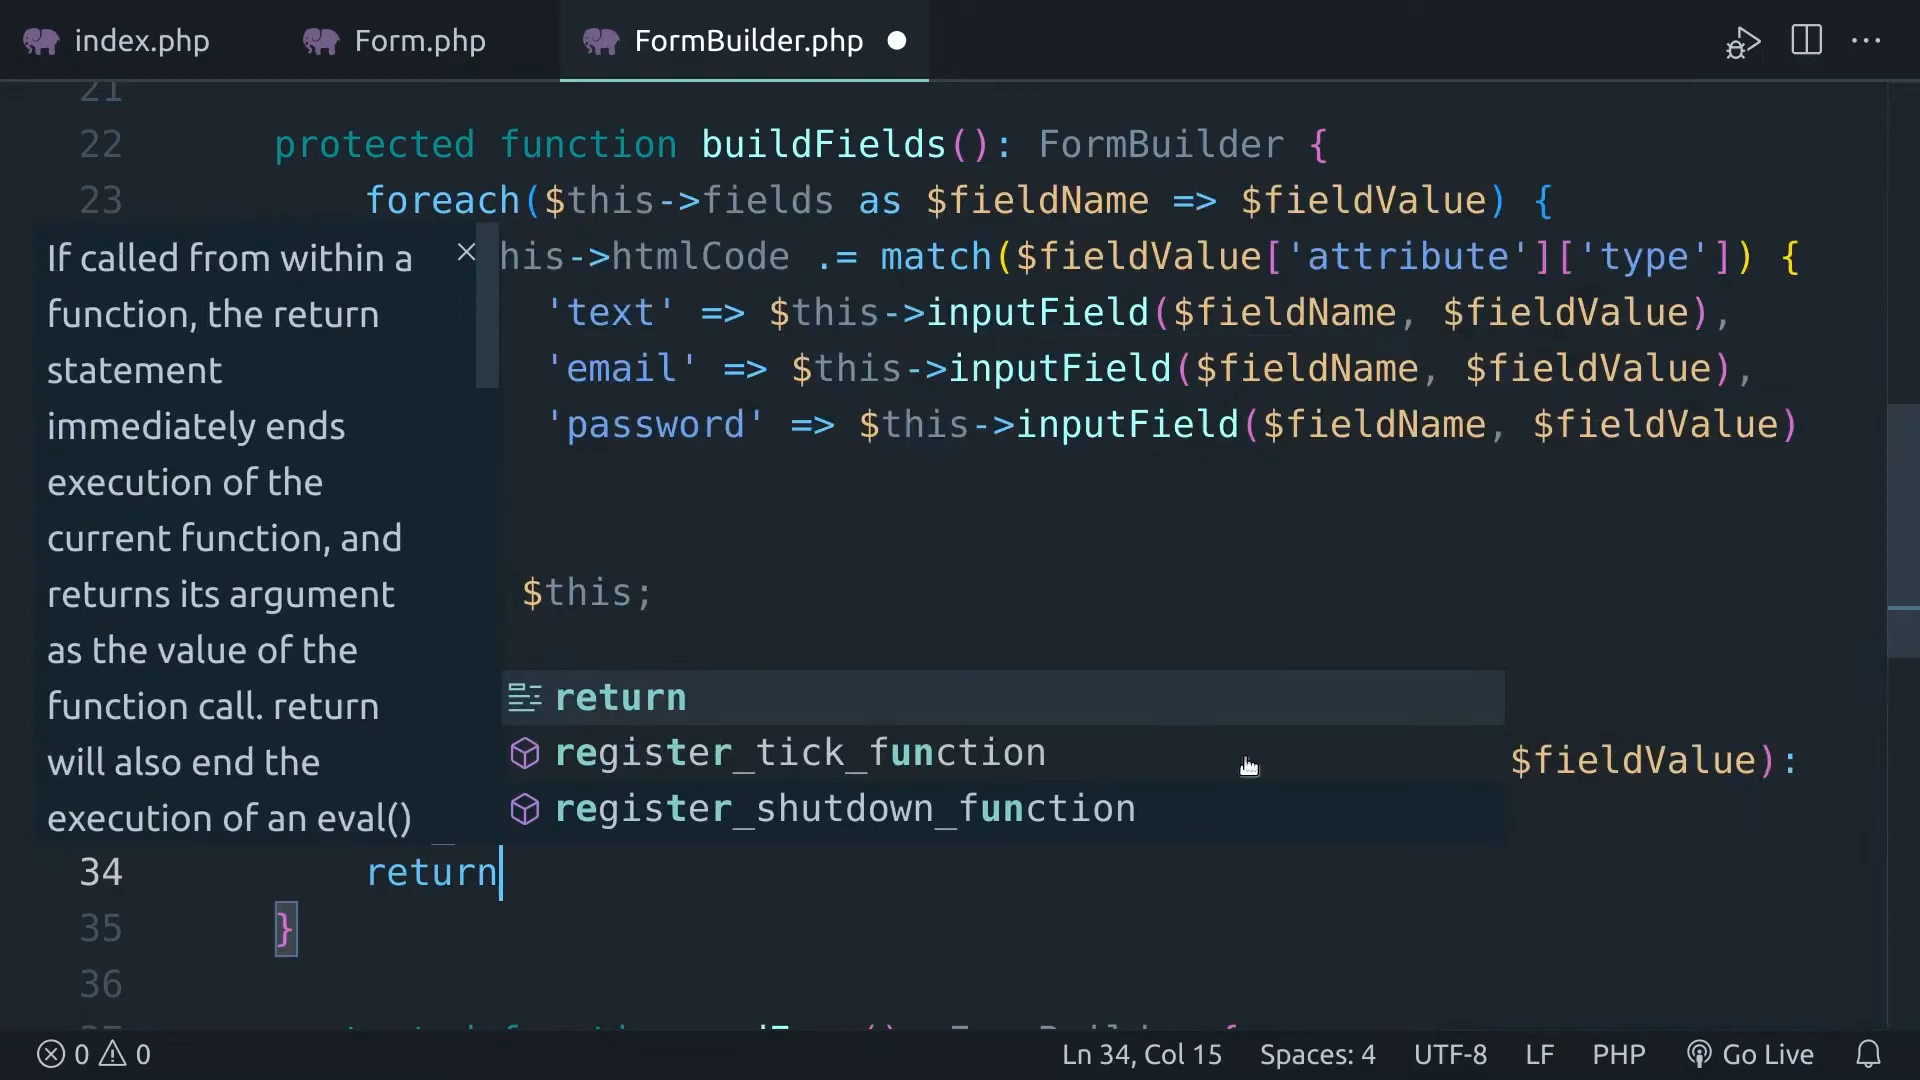 index.php
Form.php
FormBuilder.php
21
22 protected function buildFields(): FormBuilder {
23 foreach($this->fields as $fieldName => $fieldValue) {
his->htmlCode .= match($fieldValue['attribute']['type']) {
'text' => $this->inputField($fieldName, $fieldValue),
'email' => $this->inputField($fieldName, $fieldValue),
'password' => $this->inputField($fieldName, $fieldValue)
$this;
If called from within a
function, the return
statement
immediately ends
execution of the
current function, and
returns its argument
as the value of the
function call. return
will also end the
execution of an eval()
return
register_tick_function
register_shutdown_function
$fieldValue):
34 return
35 }
36
0 0
Ln 34, Col 15
Spaces: 4
UTF-8
LF
PHP
Go Live